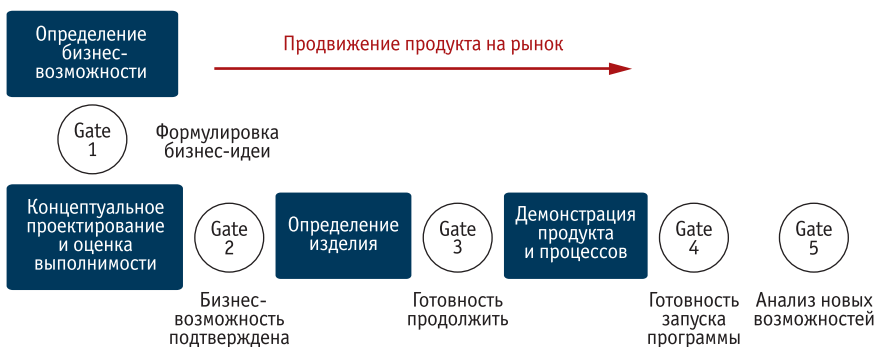 Определение
бизнес-
возможности
Продвижение продукта на рынок
Gate
1
Формулировка
бизнес-идеи
Концептуальное
проектирование
и оценка
выполнимости
Gate
2
Бизнес-
возможность
подтверждена
Определение
изделия
Gate
3
Готовность
продолжить
Демонстрация
продукта
и процессов
Gate
4
Готовность
запуска
программы
Gate
5
Анализ новых
возможностей